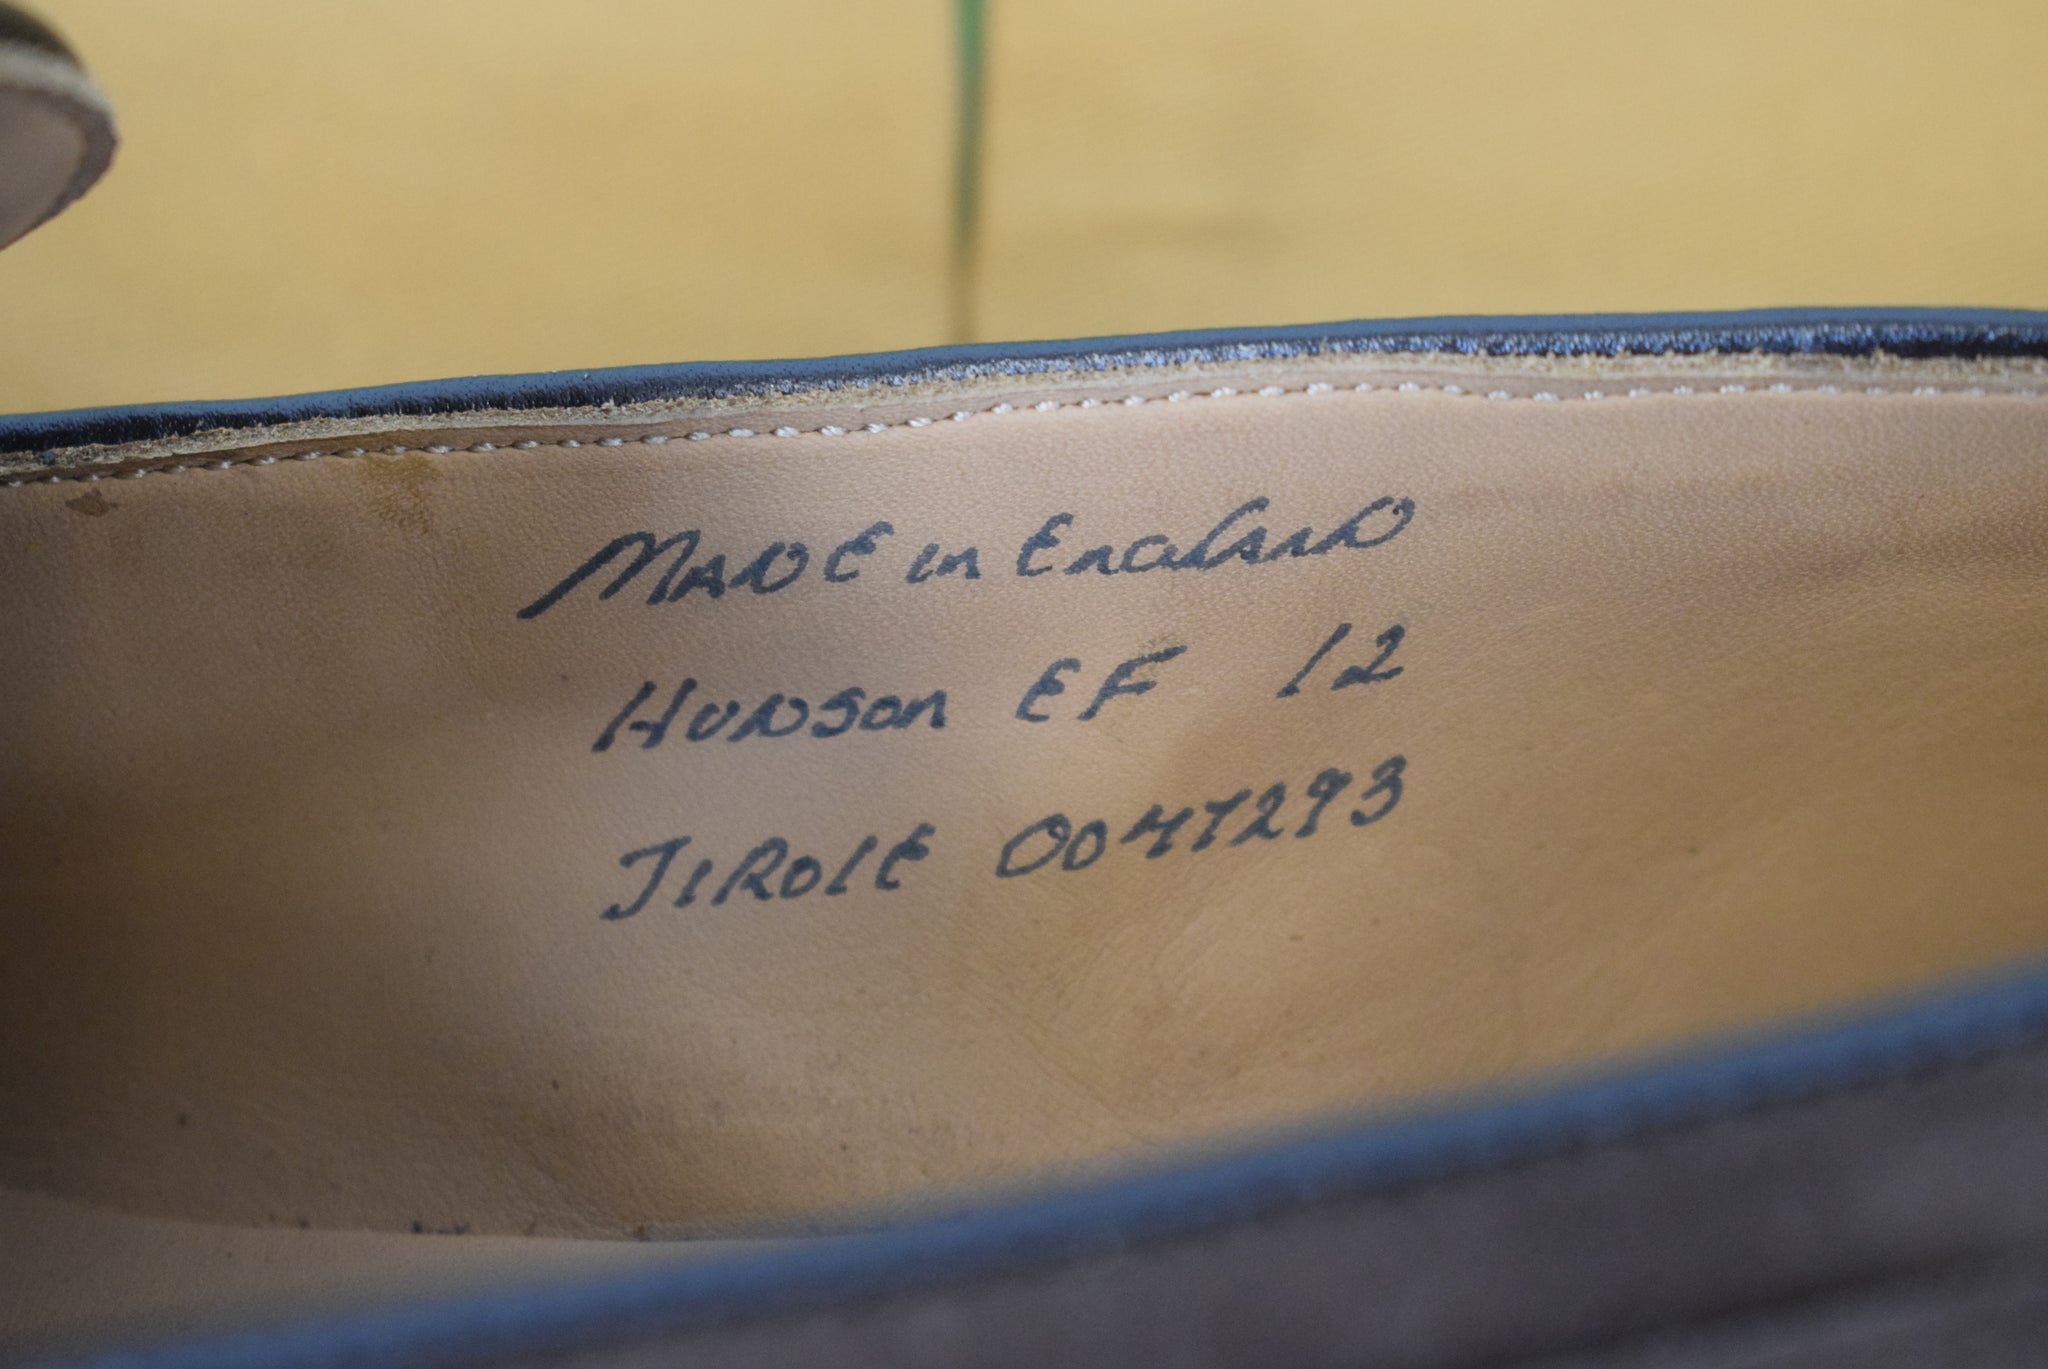 MADE in ENGLAND
HUDSON EF 12
JIROLE 0047293